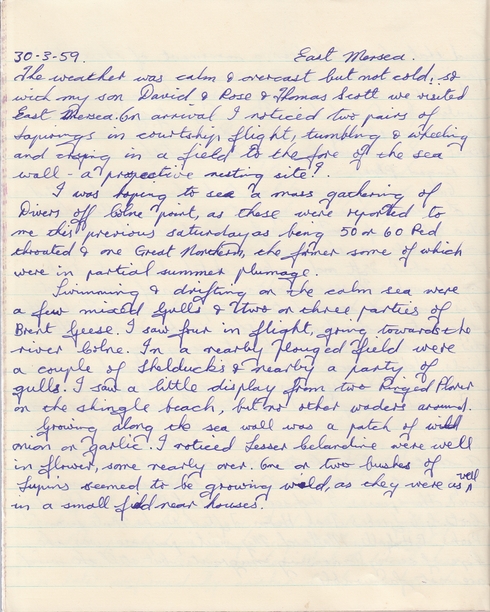 30-3-59. East Mersea.
The weather was calm & overcast but not cold, so
with my son David & Rose & Thomas Scott we visited
East Mersea. On arrival I noticed two pairs of
Lapwings in courtship flight, tumbling & wheeling
and chasing in a field to the fore of the sea
wall - a prospective nesting site?.
I was hoping to see a mass gathering of
Divers off Colne Point, as these were reported to
me this previous saturday as being 50 or 60 Red
throated & one Great Northern, the former some of which
were in partial summer plumage.
Swimming & drifting on the calm sea were
a few mixed Gulls & two or three parties of
Brent Geese. I saw four in flight, going towards the
river Colne. In a nearby plouged field were
a couple of Shelducks & nearby a party of
gulls. I saw a little display from two Ringed Plover
on the shingle beach, but no other waders around.
Growing along the sea wall was a patch of wild
onion or garlic. I noticed Lesser Celandine were well
in flower, some nearly over. One or two bushes of
Lupins seemed to be growing wild, as they were as well
in a small field near houses.